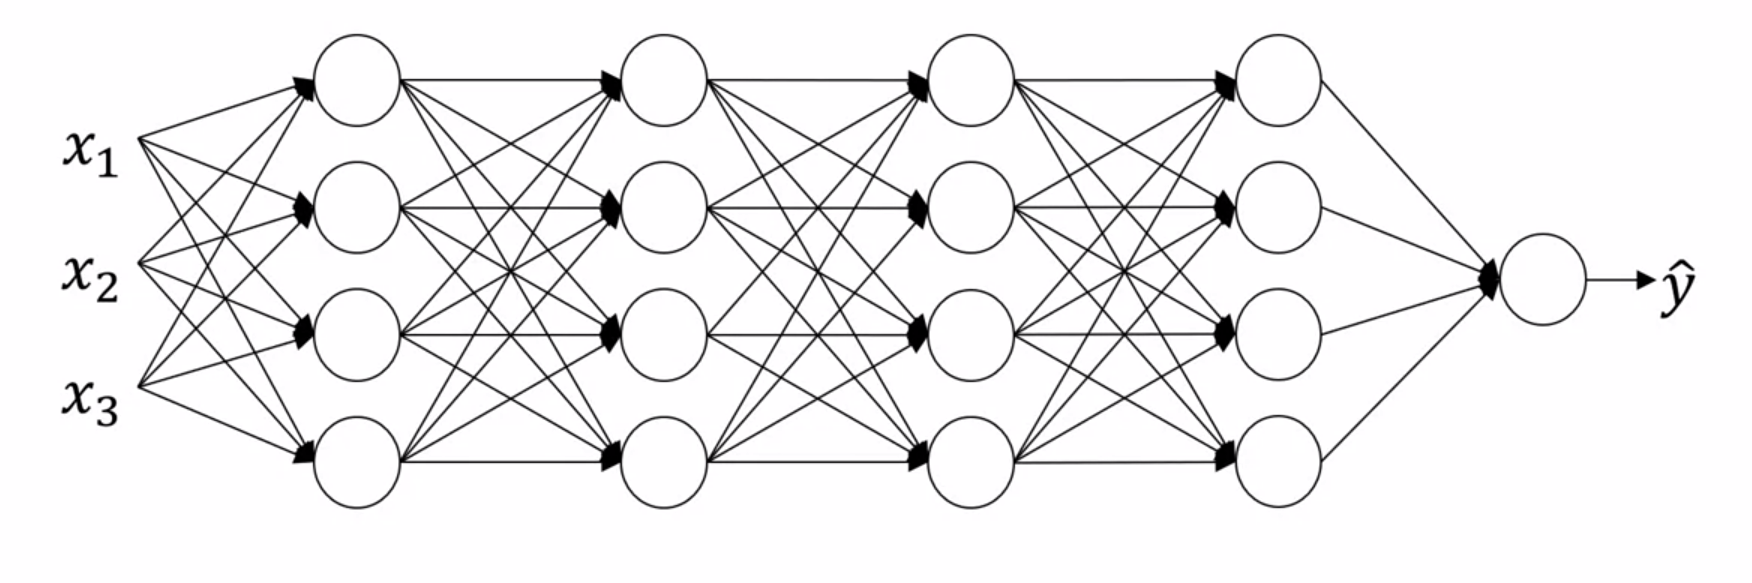 x₁
x₂
x₃
ŷ